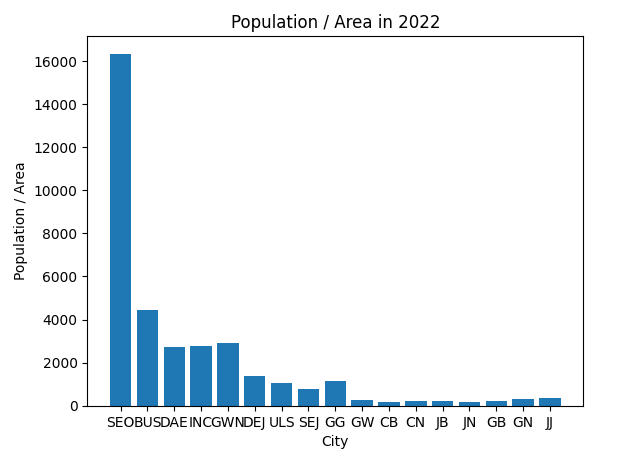 Population / Area in 2022
Population / Area
16000
14000
12000
10000
8000
6000
4000
2000
0
SEO BUS DAE INC GWN DEJ ULS SEJ GG GW CB CN JB JN GB GN JJ
City